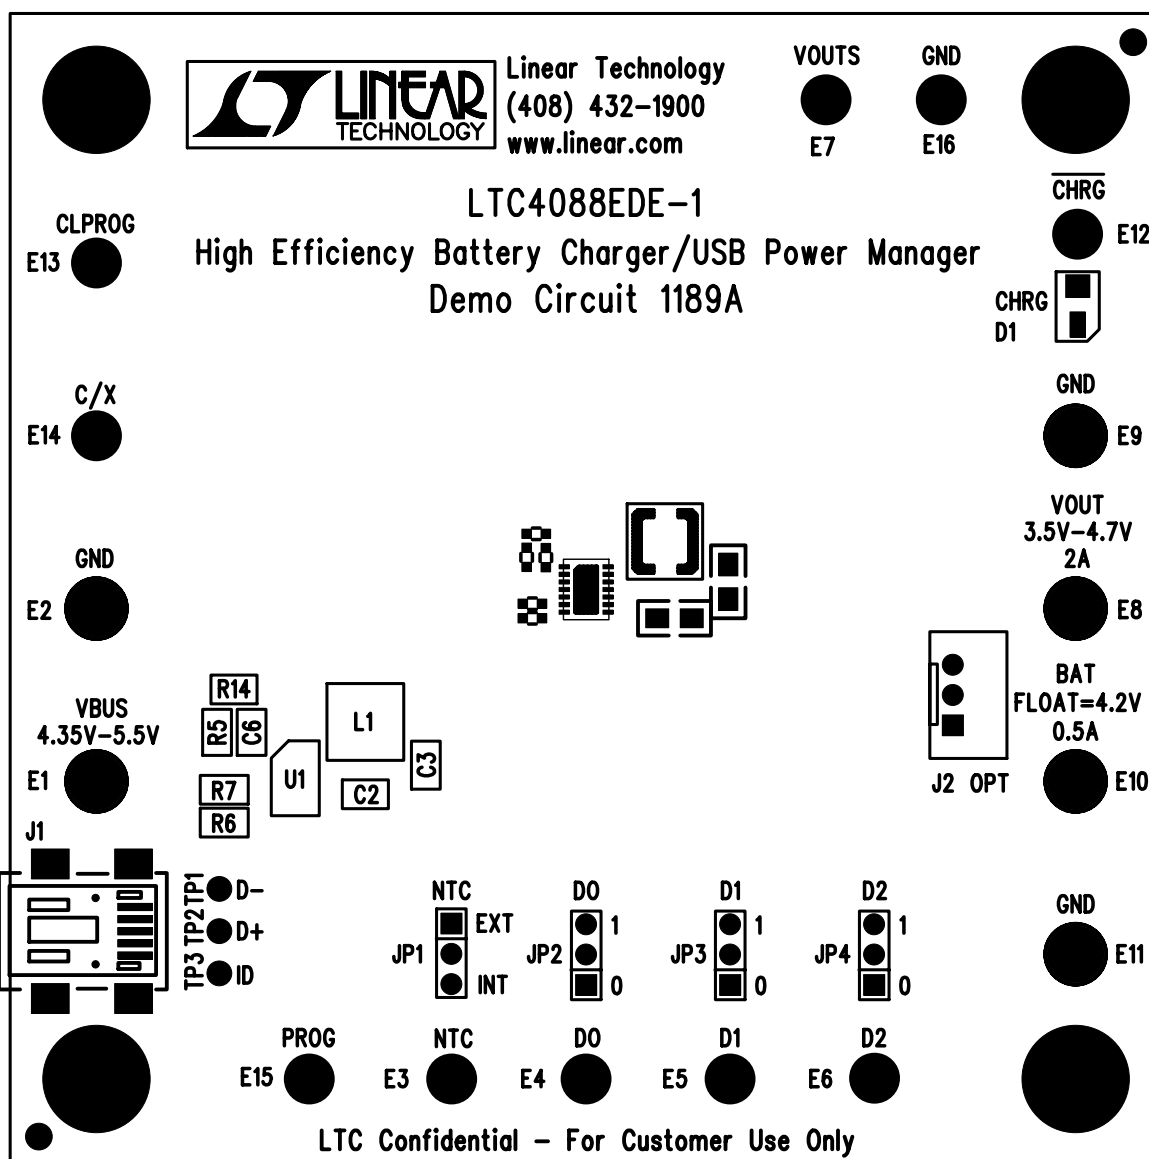 LINEAR
TECHNOLOGY
Linear Technology
(408) 432-1900
www.linear.com
VOUTS
E7
GND
E16
LTC4088EDE-1
High Efficiency Battery Charger/USB Power Manager
Demo Circuit 1189A
CHRG
E12
CHRG
D1
CLPROG
E13
C/X
E14
GND
E9
GND
E2
VOUT
3.5V-4.7V
2A
E8
VBUS
4.35V-5.5V
E1
R14
R5
C6
L1
U1
C3
C2
R7
R6
BAT
FLOAT=4.2V
0.5A
E10
J2 OPT
J1
TP1
D-
TP2
D+
TP3
ID
NTC
EXT
JP1
INT
D0
1
JP2
0
D1
1
JP3
0
D2
1
JP4
0
GND
E11
PROG
E15
NTC
E3
D0
E4
D1
E5
D2
E6
LTC Confidential - For Customer Use Only